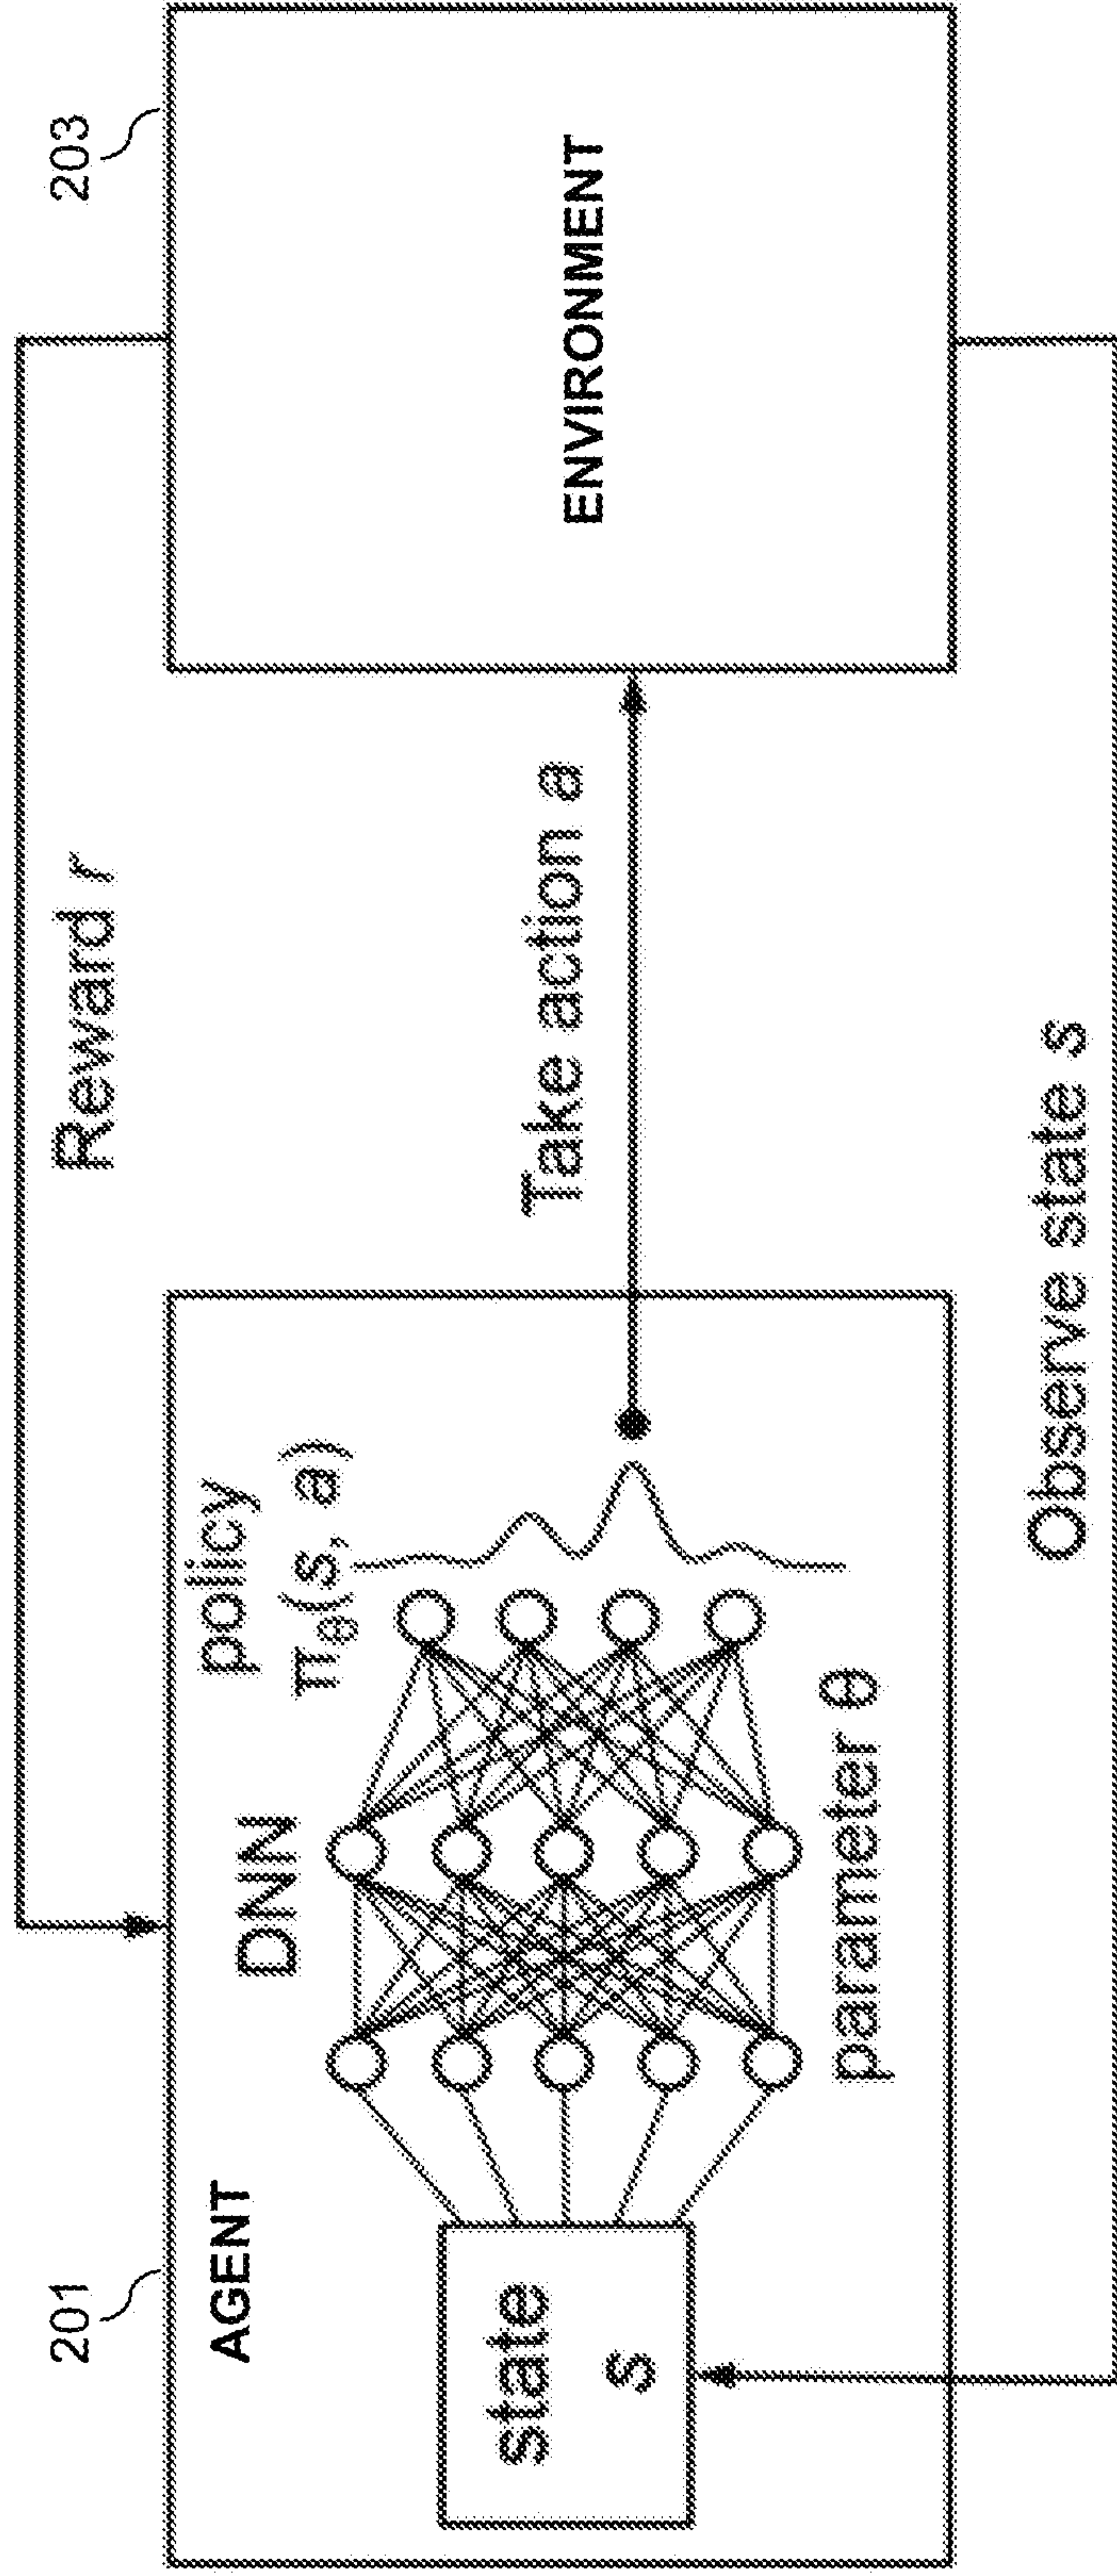 201
203
Reward r
AGENT
DNN
policy
πθ(s, a)
state
s
Take action a
ENVIRONMENT
parameter θ
Observe state s